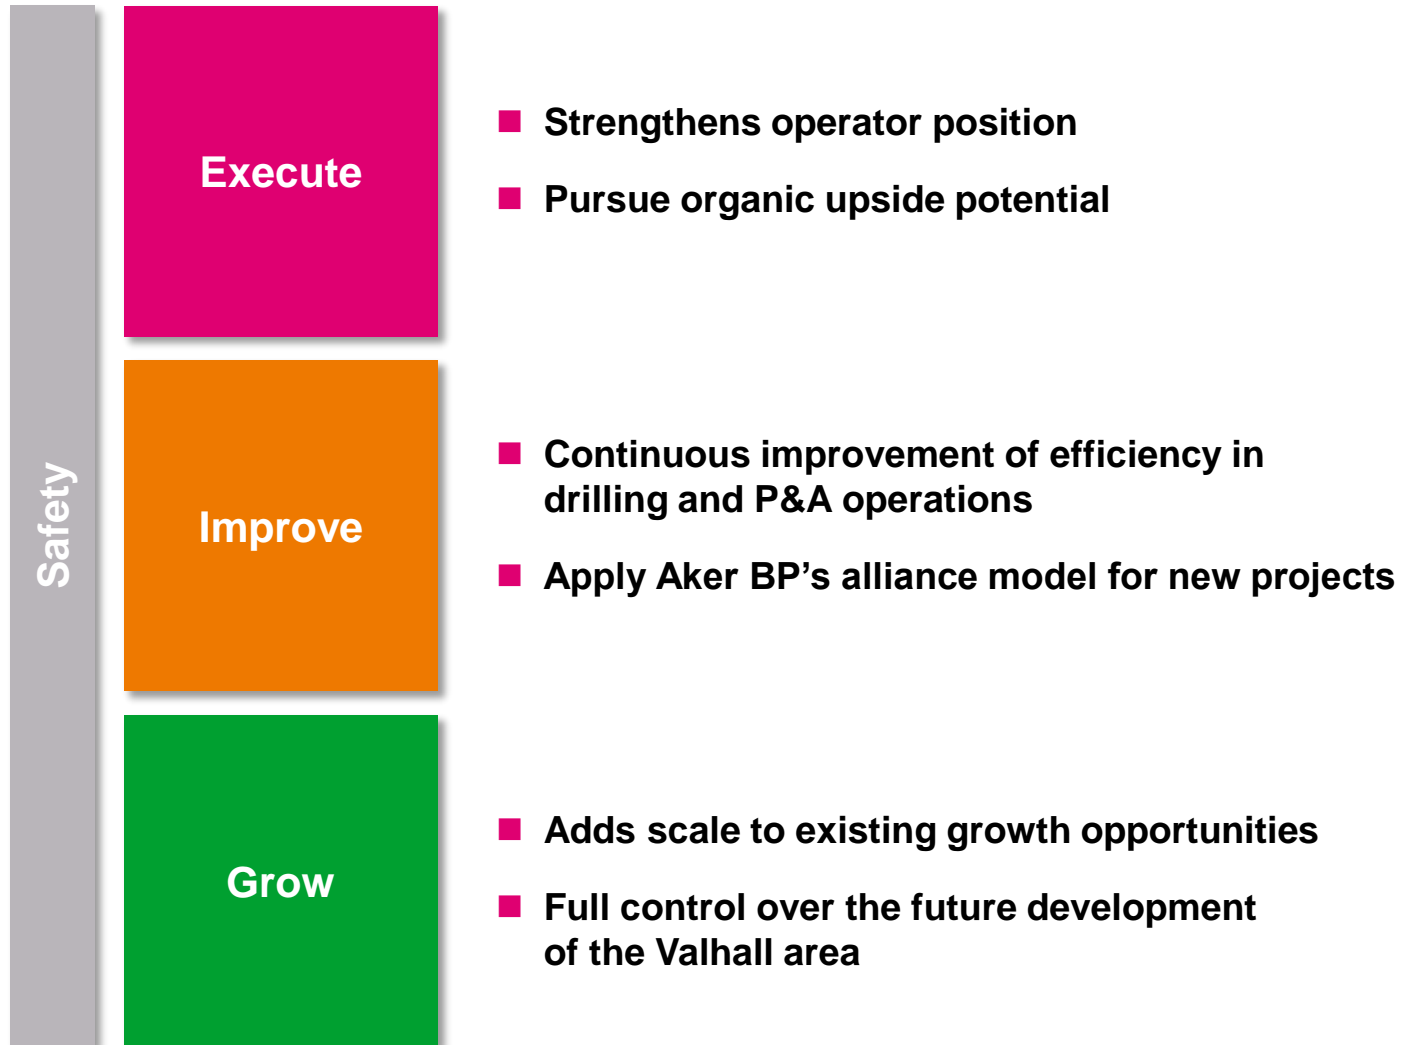 Safety
Execute
Strengthens operator position
Pursue organic upside potential
Improve
Continuous improvement of efficiency in
drilling and P&A operations
Apply Aker BP’s alliance model for new projects
Grow
Adds scale to existing growth opportunities
Full control over the future development
of the Valhall area